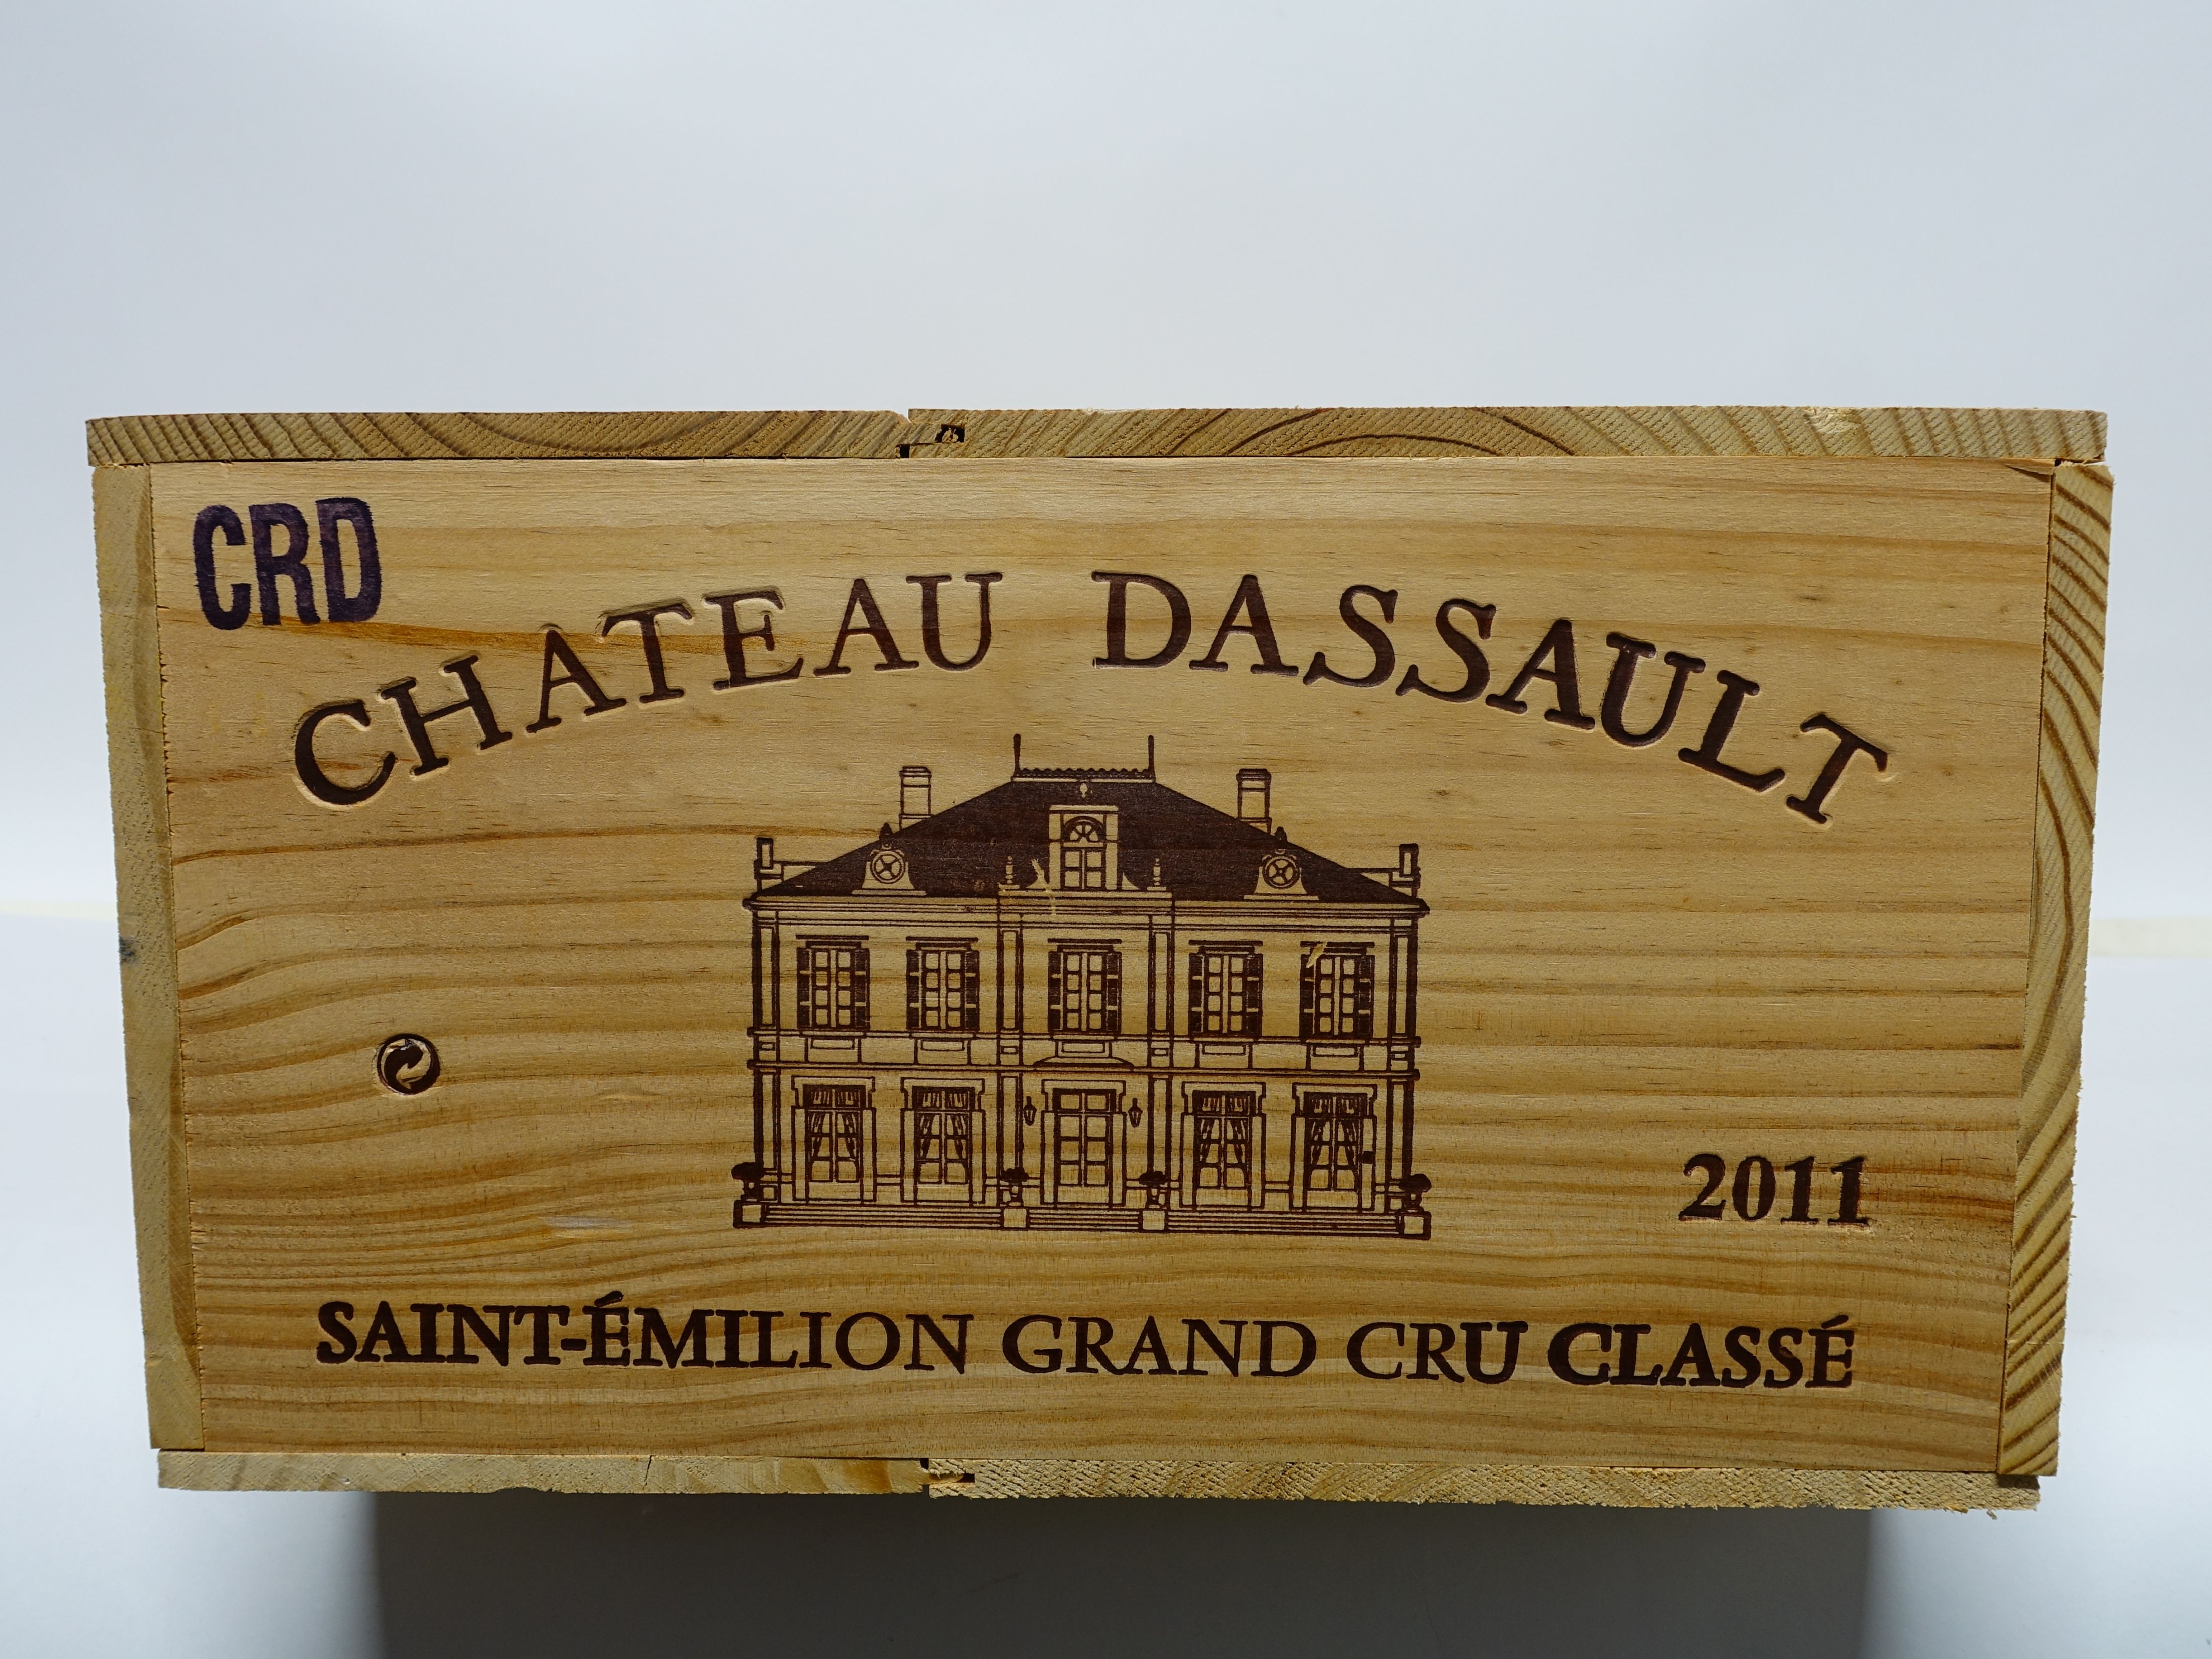 CRD
CHATEAU DASSAULT
2011
SAINT-ÉMILION GRAND CRU CLASSÉ